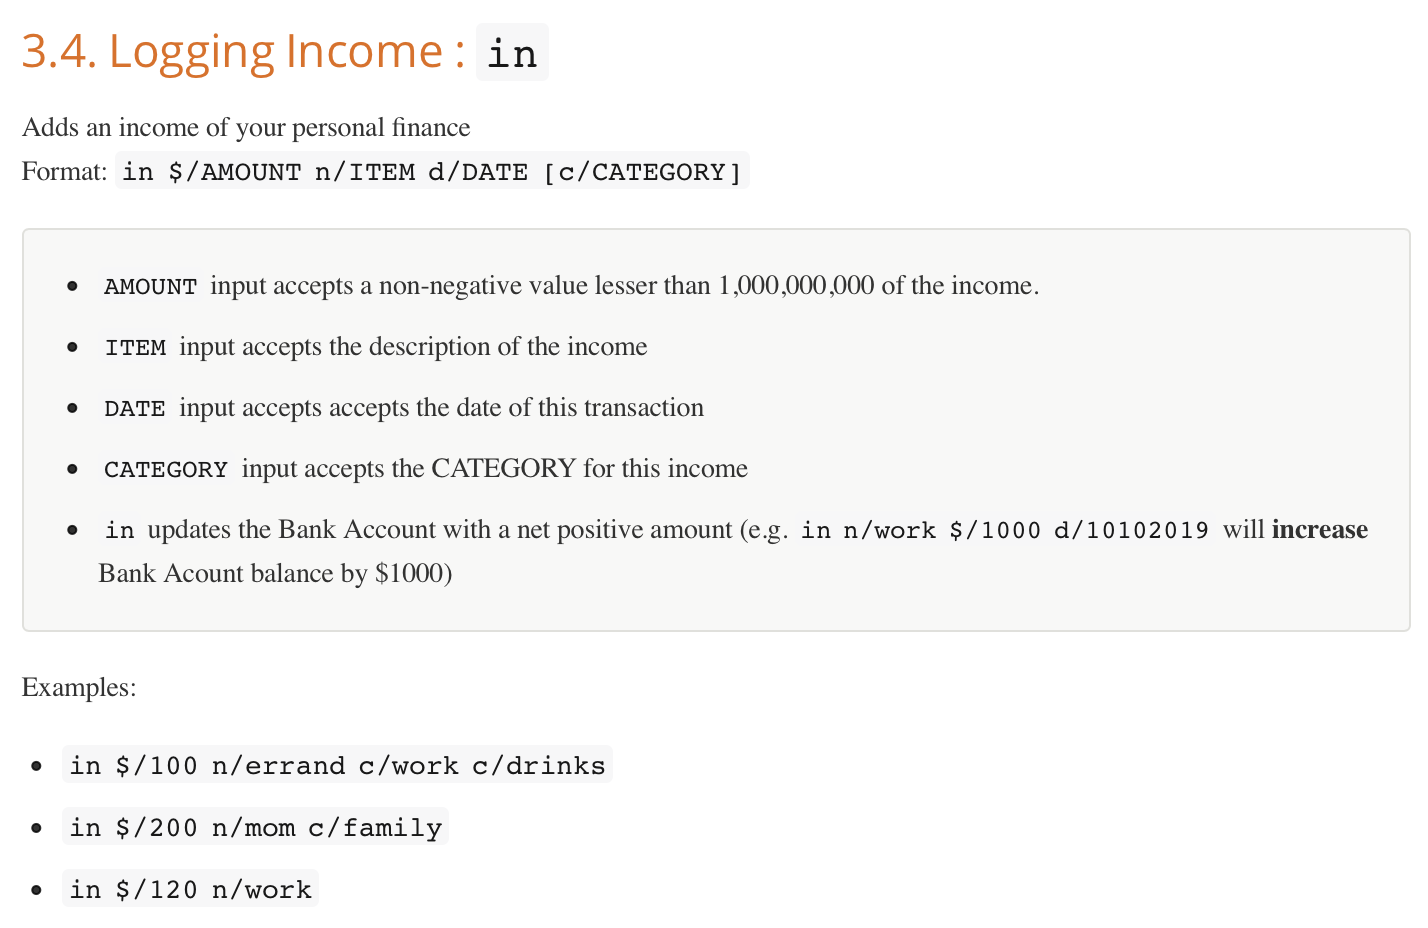 3.4. Logging Income : in
Adds an income of your personal finance
Format: in $/AMOUNT n/ITEM d/DATE [c/CATEGORY]
• AMOUNT input accepts a non-negative value lesser than 1,000,000,000 of the income.
• ITEM input accepts the description of the income
• DATE input accepts accepts the date of this transaction
• CATEGORY input accepts the CATEGORY for this income
• in updates the Bank Account with a net positive amount (e.g. in n/work $/1000 d/10102019 will increase
Bank Acount balance by $1000)
Examples:
• in $/100 n/errand c/work c/drinks
• in $/200 n/mom c/family
• in $/120 n/work